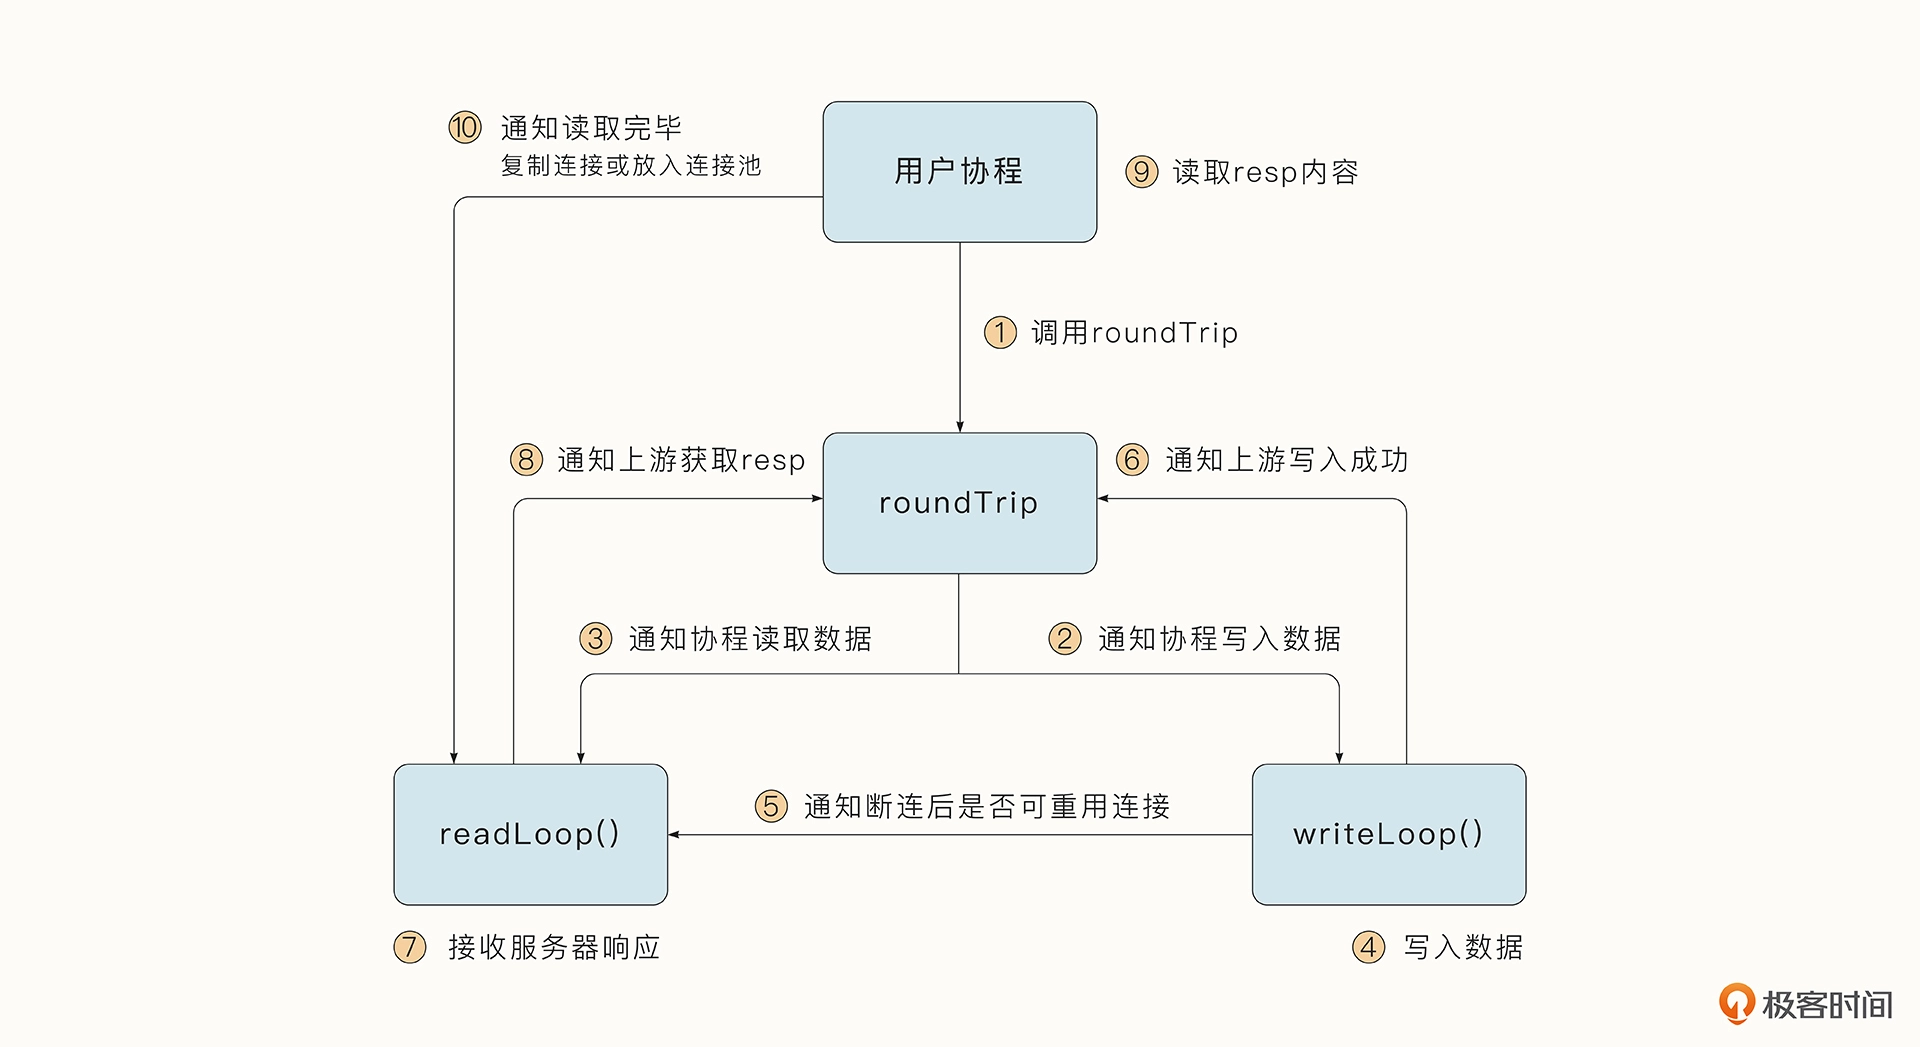 ⑩ 通知读取完毕
复制连接或放入连接池
用户协程
⑨ 读取resp内容
① 调用roundTrip
⑧ 通知上游获取resp
⑥ 通知上游写入成功
roundTrip
③ 通知协程读取数据
② 通知协程写入数据
⑤ 通知断连后是否可重用连接
readLoop()
writeLoop()
⑦ 接收服务器响应
④ 写入数据
极客时间